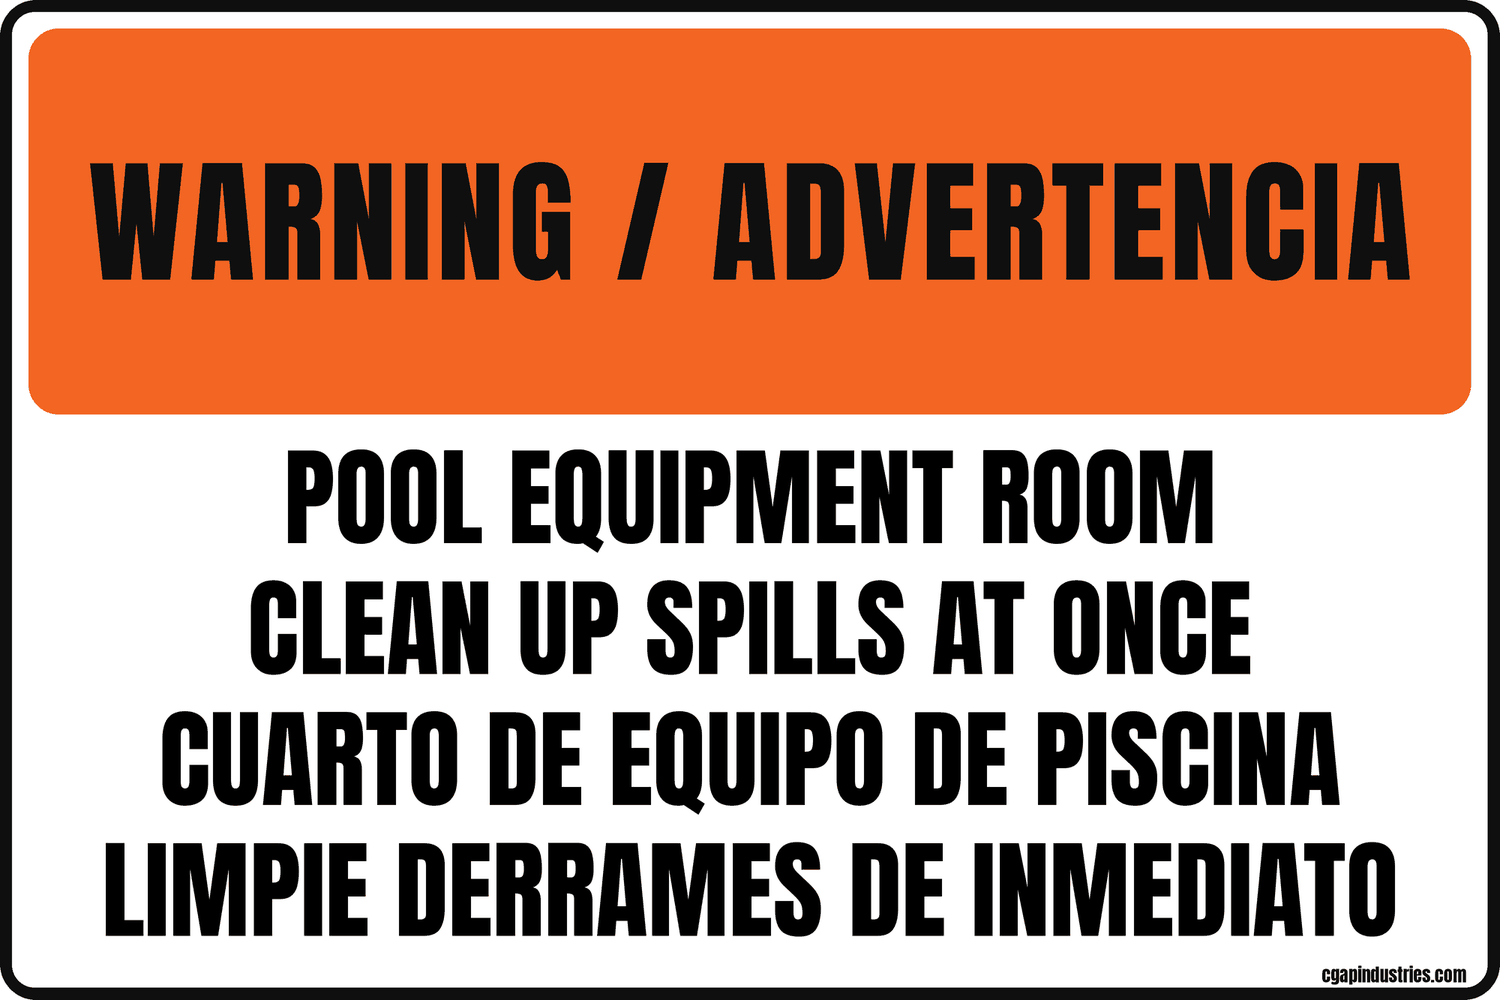 WARNING / ADVERTENCIA
POOL EQUIPMENT ROOM
CLEAN UP SPILLS AT ONCE
CUARTO DE EQUIPO DE PISCINA
LIMPIE DERRAMES DE INMEDIATO
cgapindustries.com